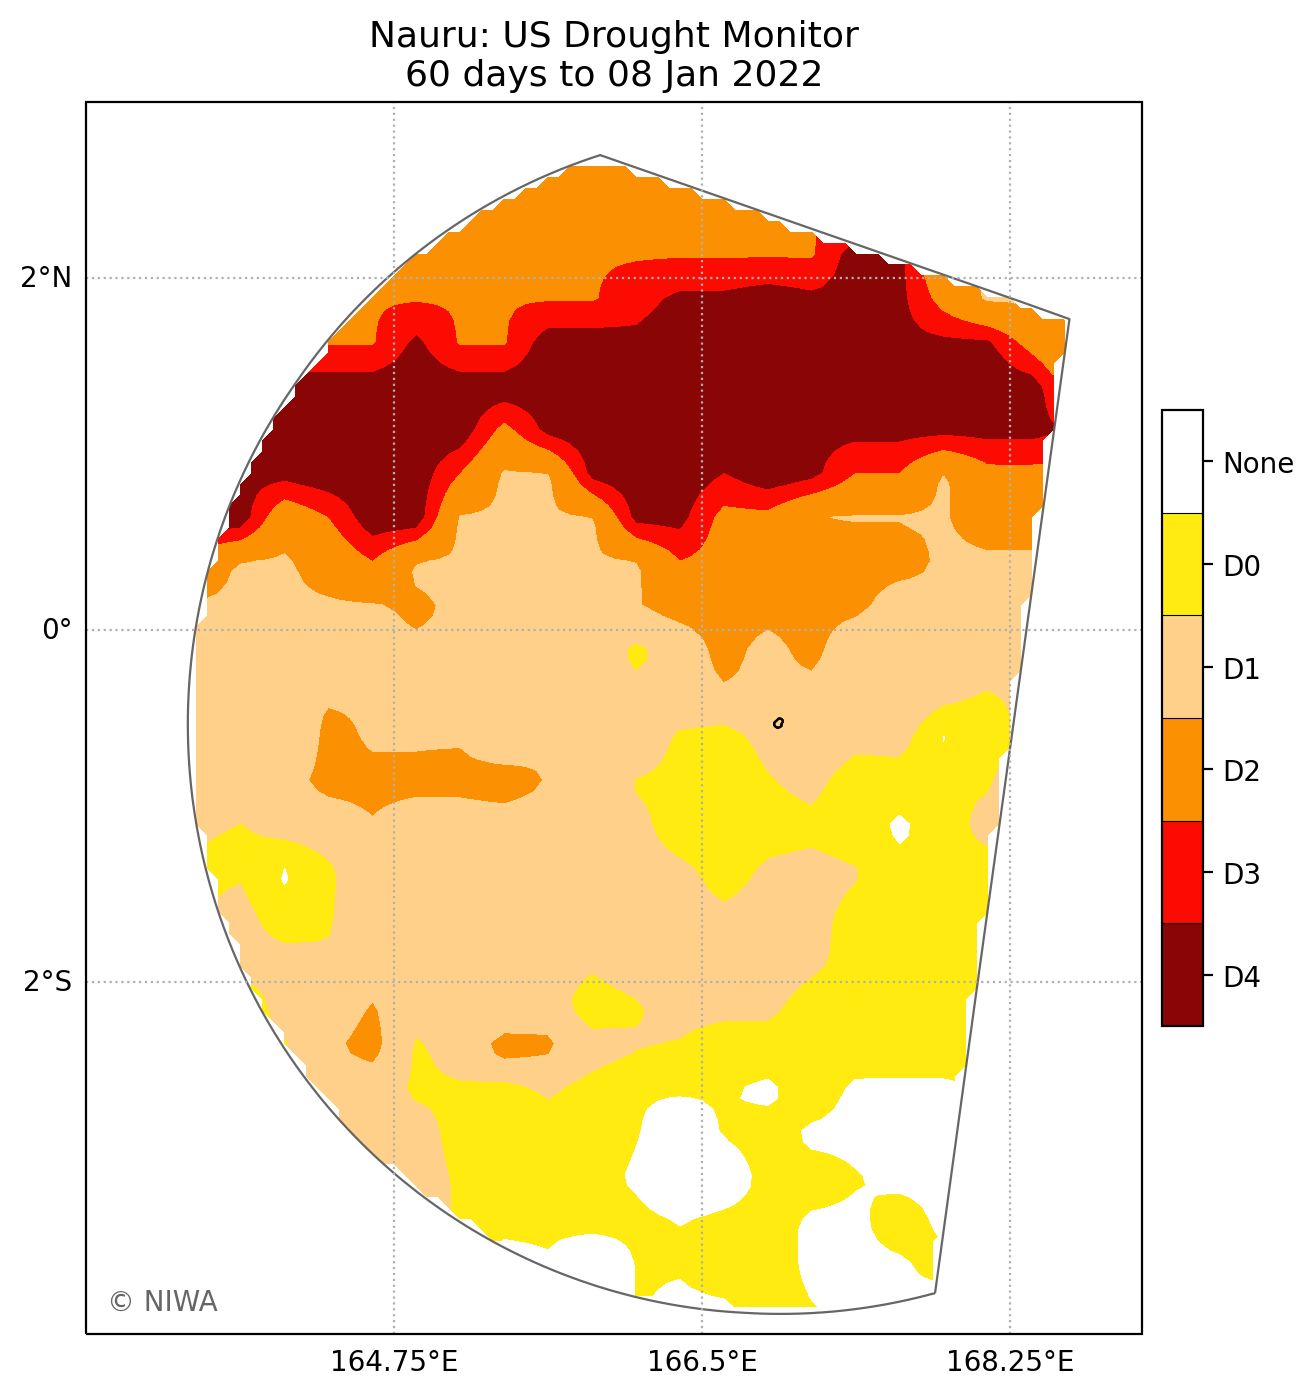 Nauru: US Drought Monitor
60 days to 08 Jan 2022
2°N
0°
2°S
164.75°E
166.5°E
168.25°E
None
D0
D1
D2
D3
D4
© NIWA